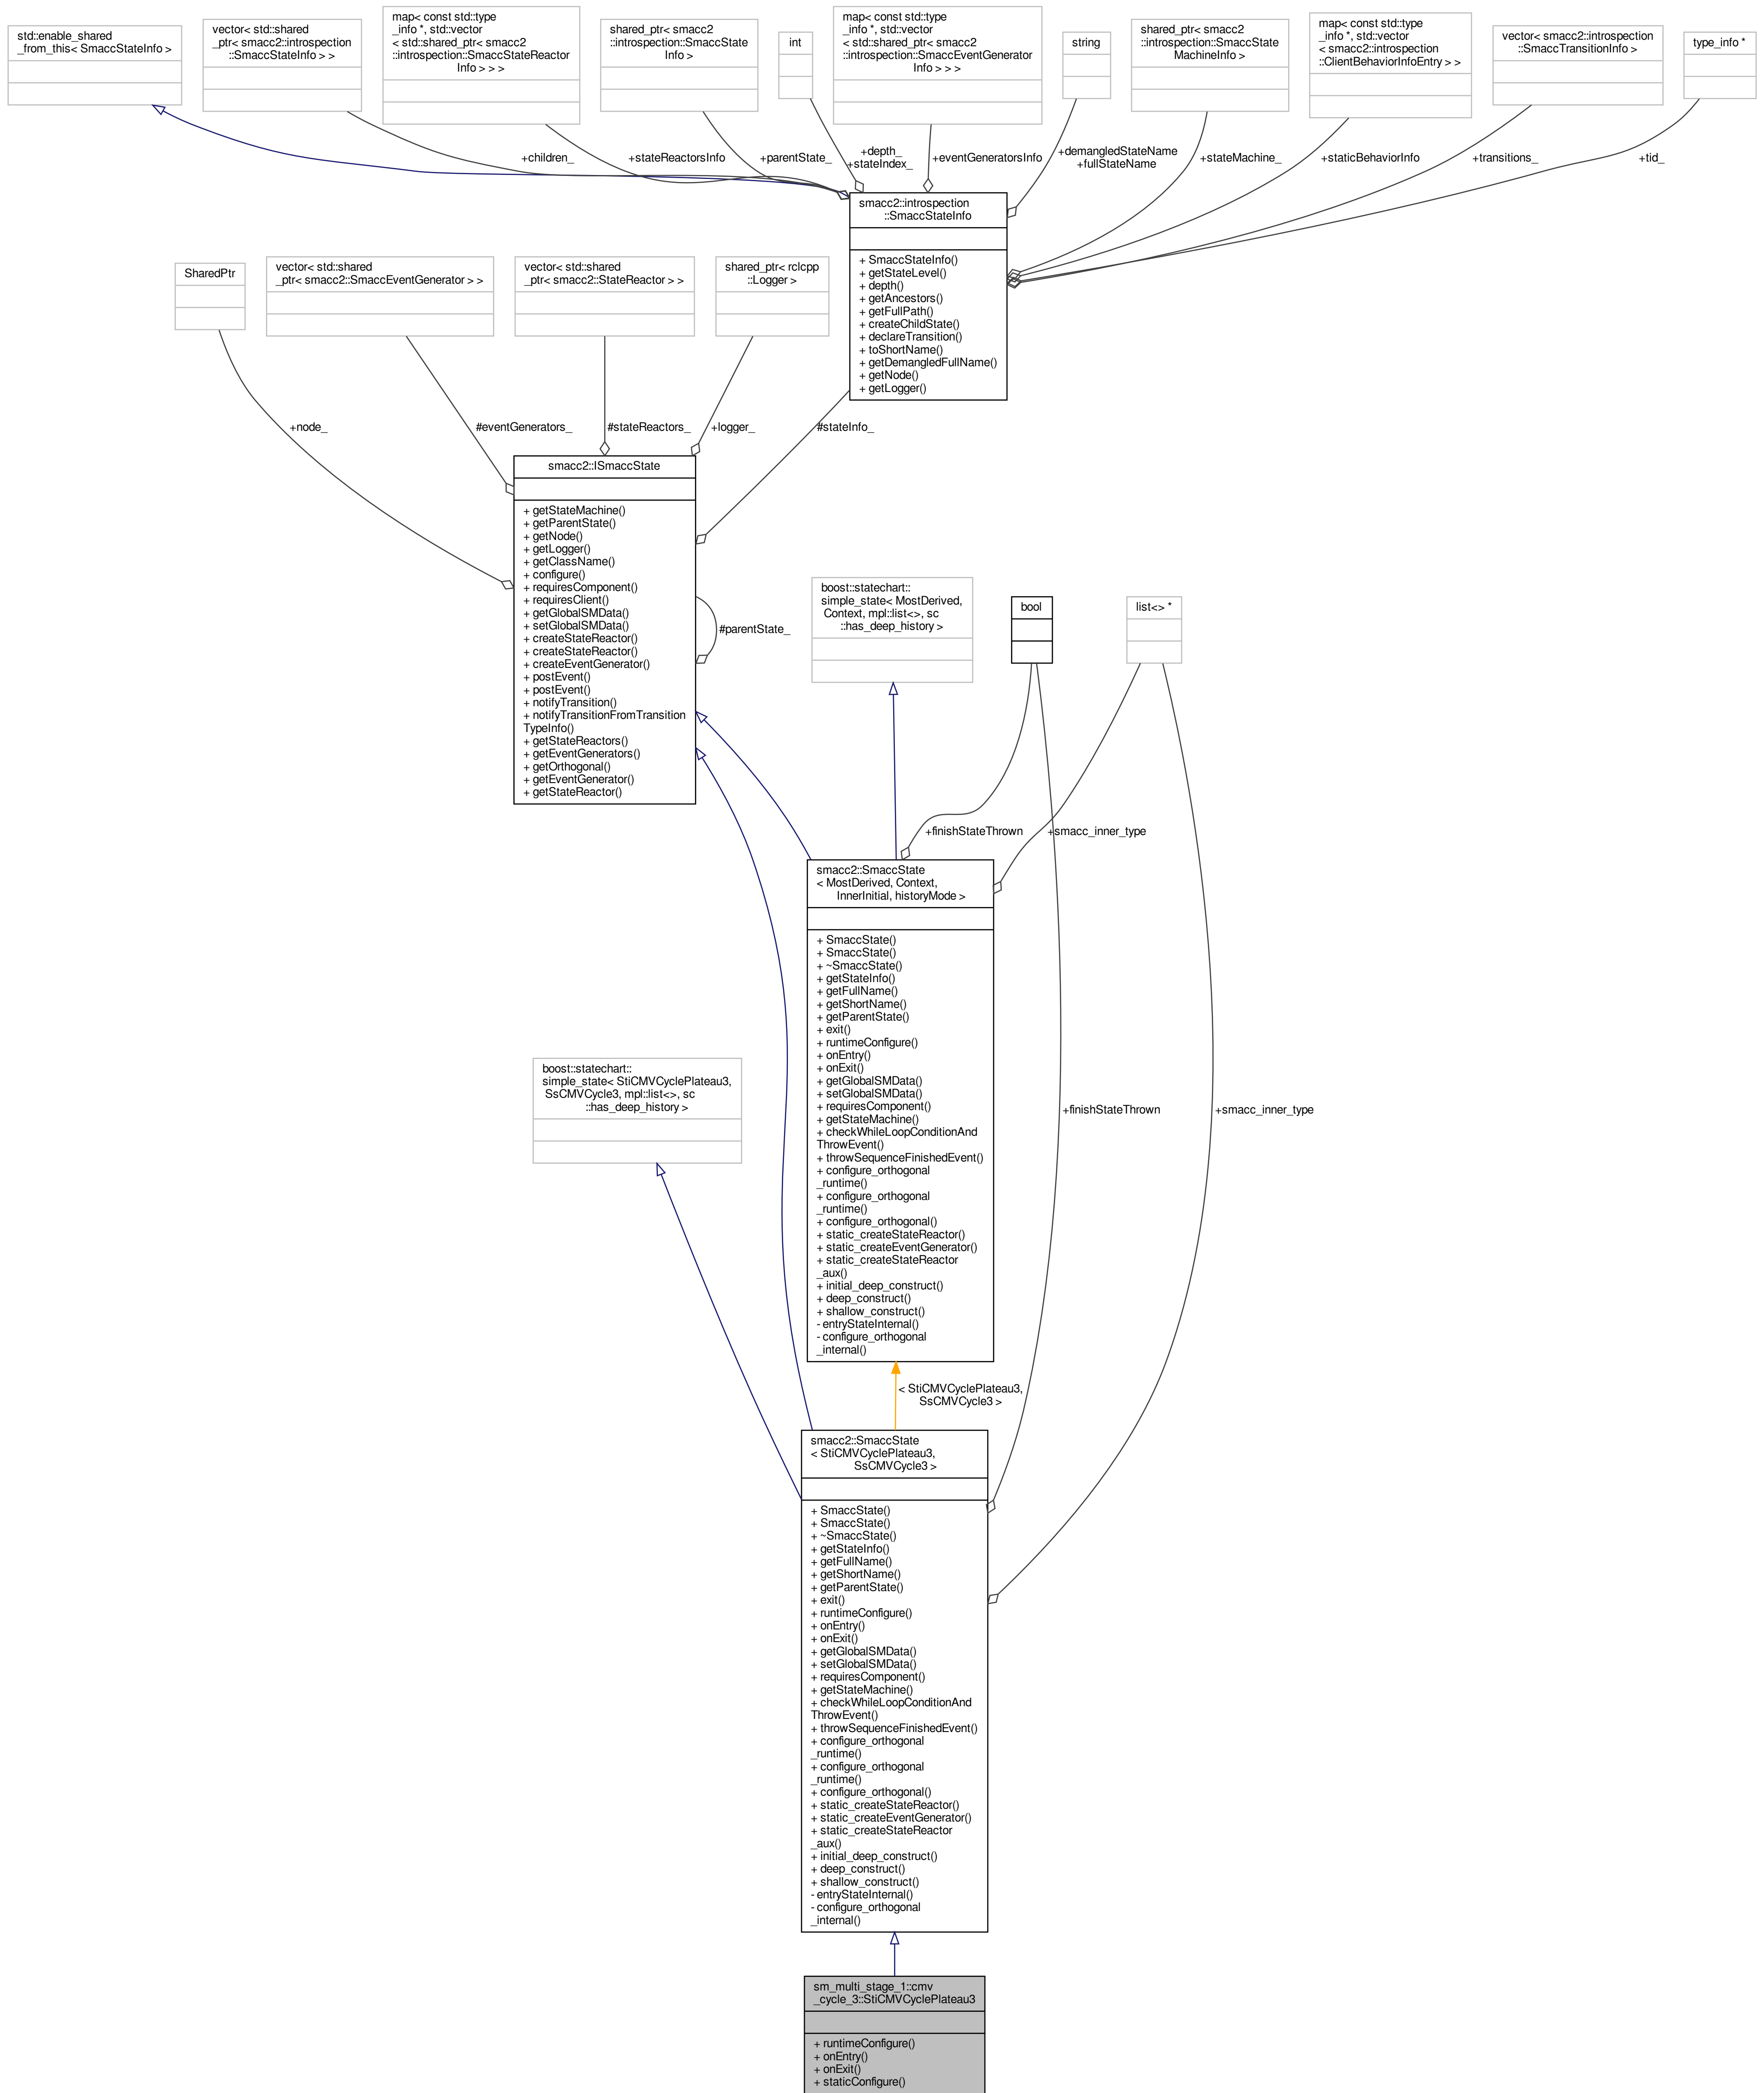 std::enable_shared
_from_this< SmaccStateInfo >
vector< std::shared
_ptr< smacc2::introspection
::SmaccStateInfo > >
map< const std::type
_info *, std::vector
< std::shared_ptr< smacc2
::introspection::SmaccStateReactor
Info > > >
shared_ptr< smacc2
::introspection::SmaccState
Info >
int
map< const std::type
_info *, std::vector
< std::shared_ptr< smacc2
::introspection::SmaccEventGenerator
Info > > >
string
shared_ptr< smacc2
::introspection::SmaccState
MachineInfo >
map< const std::type
_info *, std::vector
< smacc2::introspection
::ClientBehaviorInfoEntry > >
vector< smacc2::introspection
::SmaccTransitionInfo >
type_info *
+children_
+stateReactorsInfo
+parentState_
+depth_
+stateIndex_
+eventGeneratorsInfo
+demangledStateName
+fullStateName
+stateMachine_
+staticBehaviorInfo
+transitions_
+tid_
smacc2::introspection
::SmaccStateInfo
+ SmaccStateInfo()
+ getStateLevel()
+ depth()
+ getAncestors()
+ getFullPath()
+ createChildState()
+ declareTransition()
+ toShortName()
+ getDemangledFullName()
+ getNode()
+ getLogger()
SharedPtr
vector< std::shared
_ptr< smacc2::SmaccEventGenerator > >
vector< std::shared
_ptr< smacc2::StateReactor > >
shared_ptr< rclcpp
::Logger >
+node_
#eventGenerators_
#stateReactors_
+logger_
#stateInfo_
smacc2::ISmaccState
+ getStateMachine()
+ getParentState()
+ getNode()
+ getLogger()
+ getClassName()
+ configure()
+ requiresComponent()
+ requiresClient()
+ getGlobalSMData()
+ setGlobalSMData()
+ createStateReactor()
+ createStateReactor()
+ createEventGenerator()
+ postEvent()
+ postEvent()
+ notifyTransition()
+ notifyTransitionFromTransition
TypeInfo()
+ getStateReactors()
+ getEventGenerators()
+ getOrthogonal()
+ getEventGenerator()
+ getStateReactor()
#parentState_
boost::statechart::
simple_state< MostDerived,
Context, mpl::list<>, sc
::has_deep_history >
bool
list<> *
+finishStateThrown
+smacc_inner_type
smacc2::SmaccState
< MostDerived, Context,
InnerInitial, historyMode >
+ SmaccState()
+ SmaccState()
+ ~SmaccState()
+ getStateInfo()
+ getFullName()
+ getShortName()
+ getParentState()
+ exit()
+ runtimeConfigure()
+ onEntry()
+ onExit()
+ getGlobalSMData()
+ setGlobalSMData()
+ requiresComponent()
+ getStateMachine()
+ checkWhileLoopConditionAnd
ThrowEvent()
+ throwSequenceFinishedEvent()
+ configure_orthogonal
_runtime()
+ configure_orthogonal
_runtime()
+ configure_orthogonal()
+ static_createStateReactor()
+ static_createEventGenerator()
+ static_createStateReactor
_aux()
+ initial_deep_construct()
+ deep_construct()
+ shallow_construct()
- entryStateInternal()
- configure_orthogonal
_internal()
boost::statechart::
simple_state< StiCMVCyclePlateau3,
SsCMVCycle3, mpl::list<>, sc
::has_deep_history >
+finishStateThrown
+smacc_inner_type
< StiCMVCyclePlateau3,
SsCMVCycle3 >
smacc2::SmaccState
< StiCMVCyclePlateau3,
SsCMVCycle3 >
+ SmaccState()
+ SmaccState()
+ ~SmaccState()
+ getStateInfo()
+ getFullName()
+ getShortName()
+ getParentState()
+ exit()
+ runtimeConfigure()
+ onEntry()
+ onExit()
+ getGlobalSMData()
+ setGlobalSMData()
+ requiresComponent()
+ getStateMachine()
+ checkWhileLoopConditionAnd
ThrowEvent()
+ throwSequenceFinishedEvent()
+ configure_orthogonal
_runtime()
+ configure_orthogonal
_runtime()
+ configure_orthogonal()
+ static_createStateReactor()
+ static_createEventGenerator()
+ static_createStateReactor
_aux()
+ initial_deep_construct()
+ deep_construct()
+ shallow_construct()
- entryStateInternal()
- configure_orthogonal
_internal()
sm_multi_stage_1::cmv
_cycle_3::StiCMVCyclePlateau3
+ runtimeConfigure()
+ onEntry()
+ onExit()
+ staticConfigure()